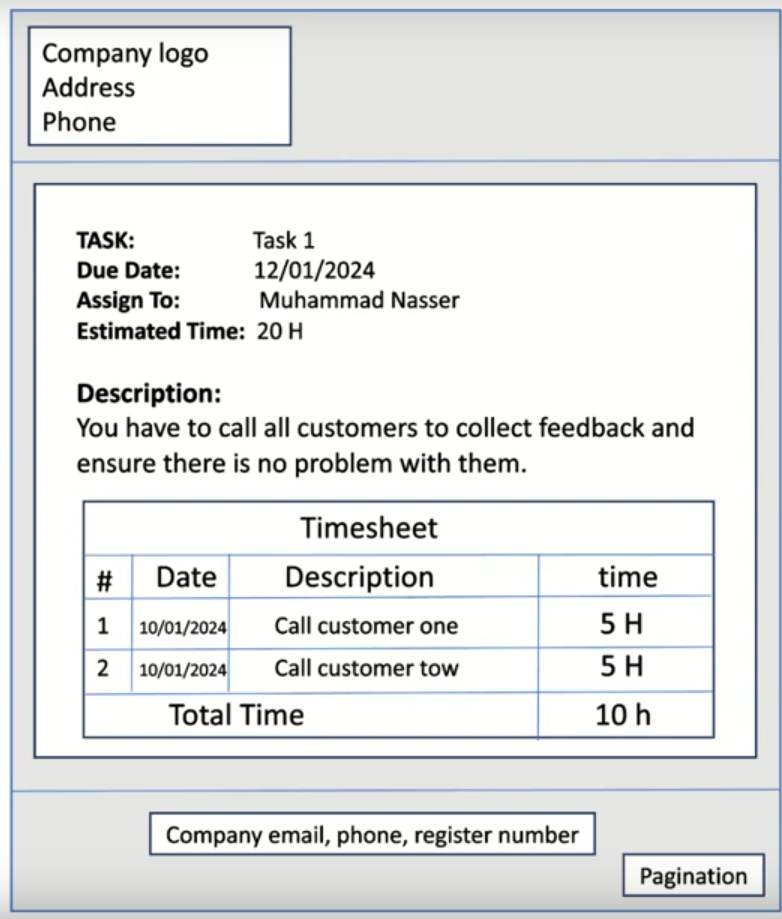 Company logo
Address
Phone
TASK: Task 1
Due Date: 12/01/2024
Assign To: Muhammad Nasser
Estimated Time: 20 H
Description:
You have to call all customers to collect feedback and
ensure there is no problem with them.
Timesheet
# Date Description time
1 10/01/2024 Call customer one 5 H
2 10/01/2024 Call customer tow 5 H
Total Time 10 h
Company email, phone, register number
Pagination